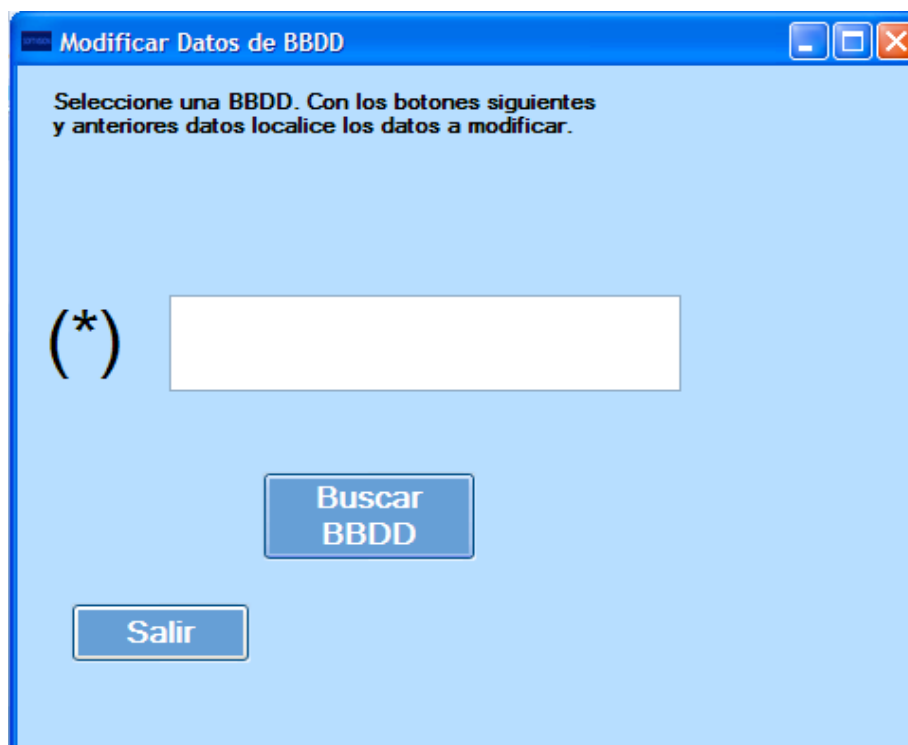 Modificar Datos de BBDD
Seleccione una BBDD. Con los botones siguientes
y anteriores datos localice los datos a modificar.
(*)
Buscar
BBDD
Salir